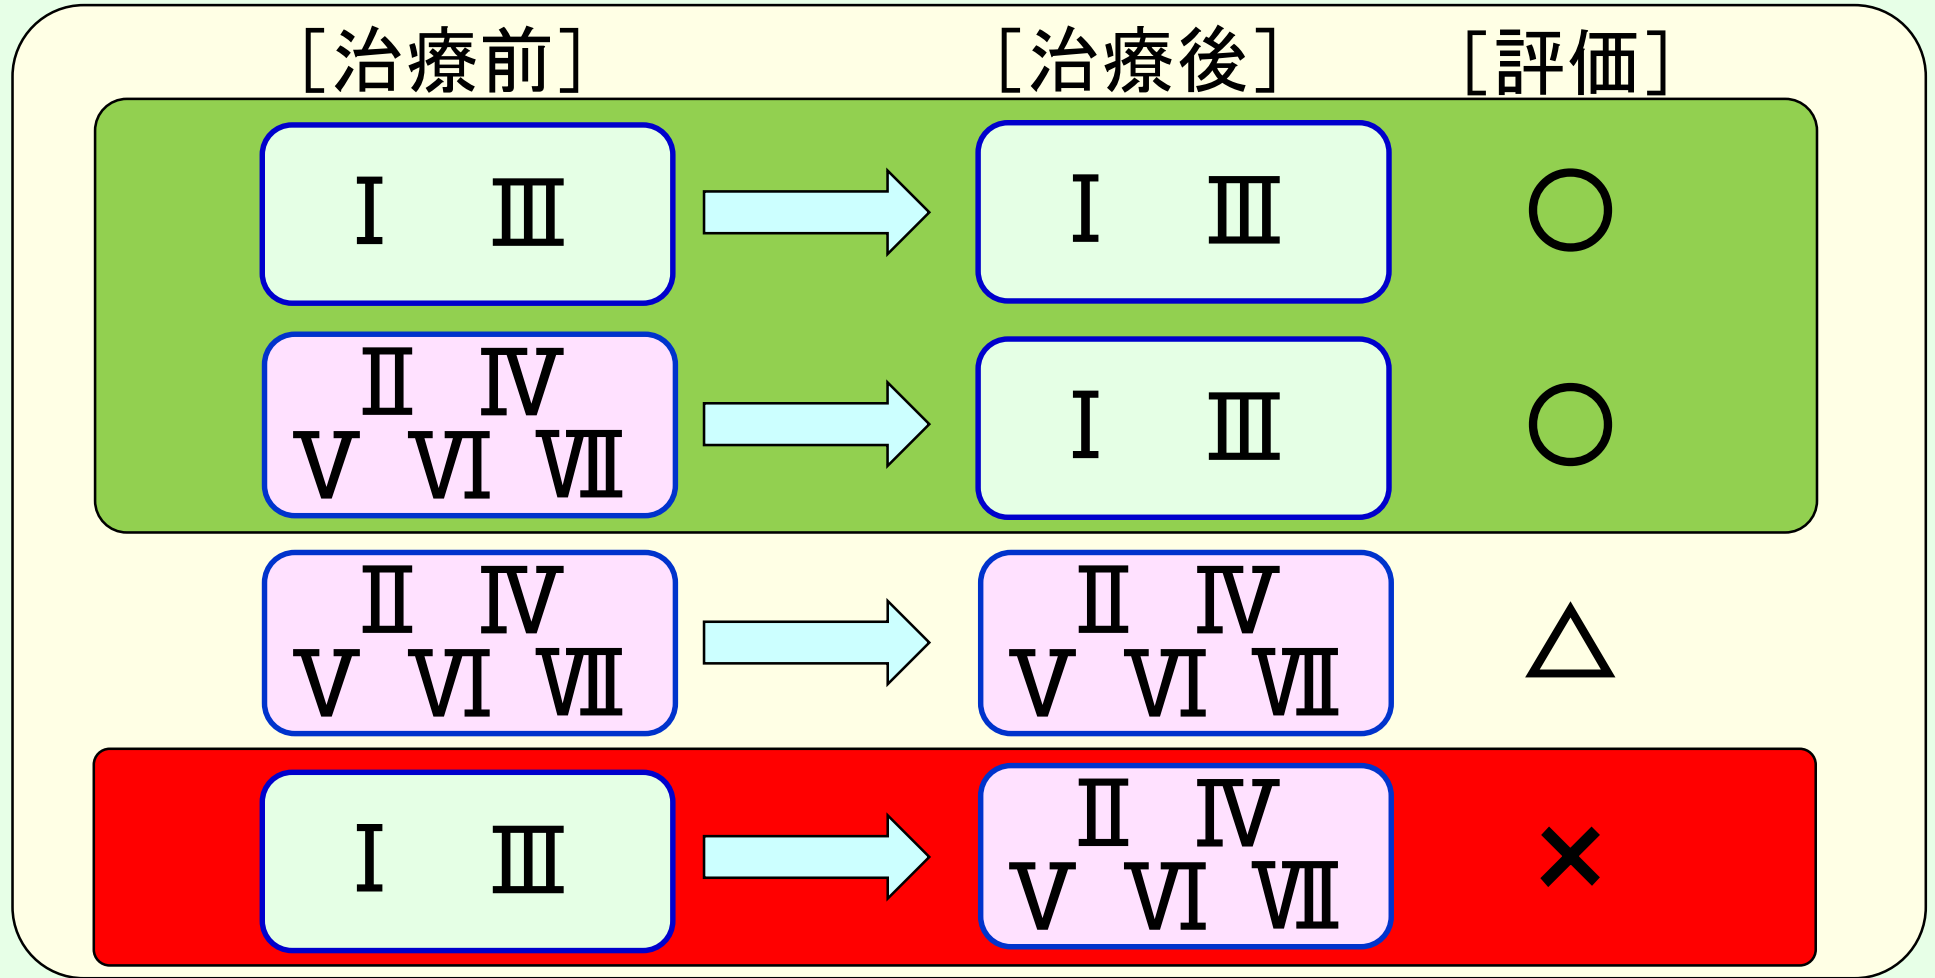 [治療前] [治療後] [評価]
Ⅰ Ⅲ Ⅰ Ⅲ ○
Ⅱ Ⅳ
Ⅴ Ⅵ Ⅶ
Ⅰ Ⅲ ○
Ⅱ Ⅳ
Ⅴ Ⅵ Ⅶ
Ⅱ Ⅳ
Ⅴ Ⅵ Ⅶ
△
Ⅰ Ⅲ
Ⅱ Ⅳ
Ⅴ Ⅵ Ⅶ
×